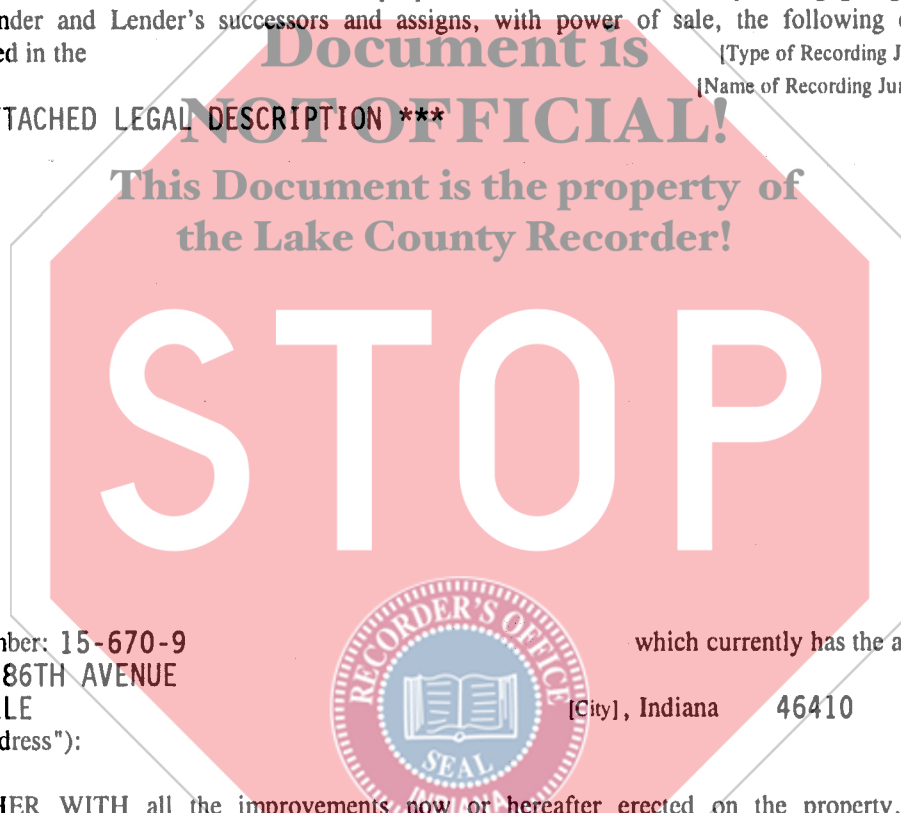 nder and Lender's successors and assigns, with power of sale, the following
ed in the
[Type of Recording J
[Name of Recording Jur
TACHED LEGAL DESCRIPTION ***
Document is
NOT OFFICIAL!
This Document is the property of
the Lake County Recorder!
STOP
RECORDER'S OFFICE
SEAL
INDIANA
nber: 15-670-9
which currently has the a
86TH AVENUE
LE
[City], Indiana 46410
dress"):
HER WITH all the improvements now or hereafter erected on the property,